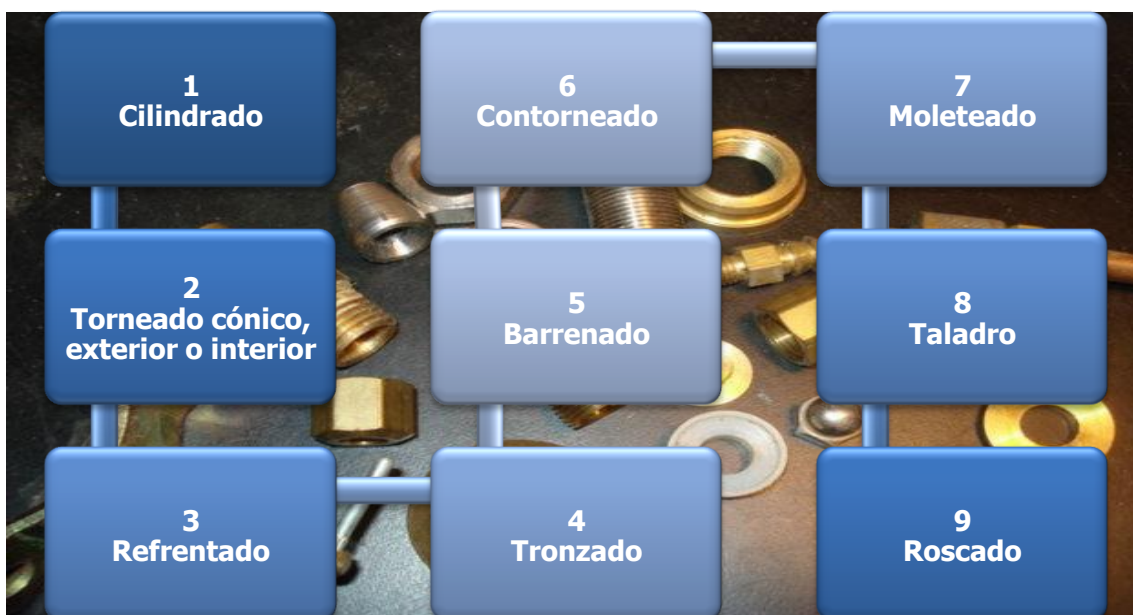 1
Cilindrado
2
Torneado cónico,
exterior o interior
3
Refrentado
4
Tronzado
5
Barrenado
6
Contorneado
7
Moleteado
8
Taladro
9
Roscado